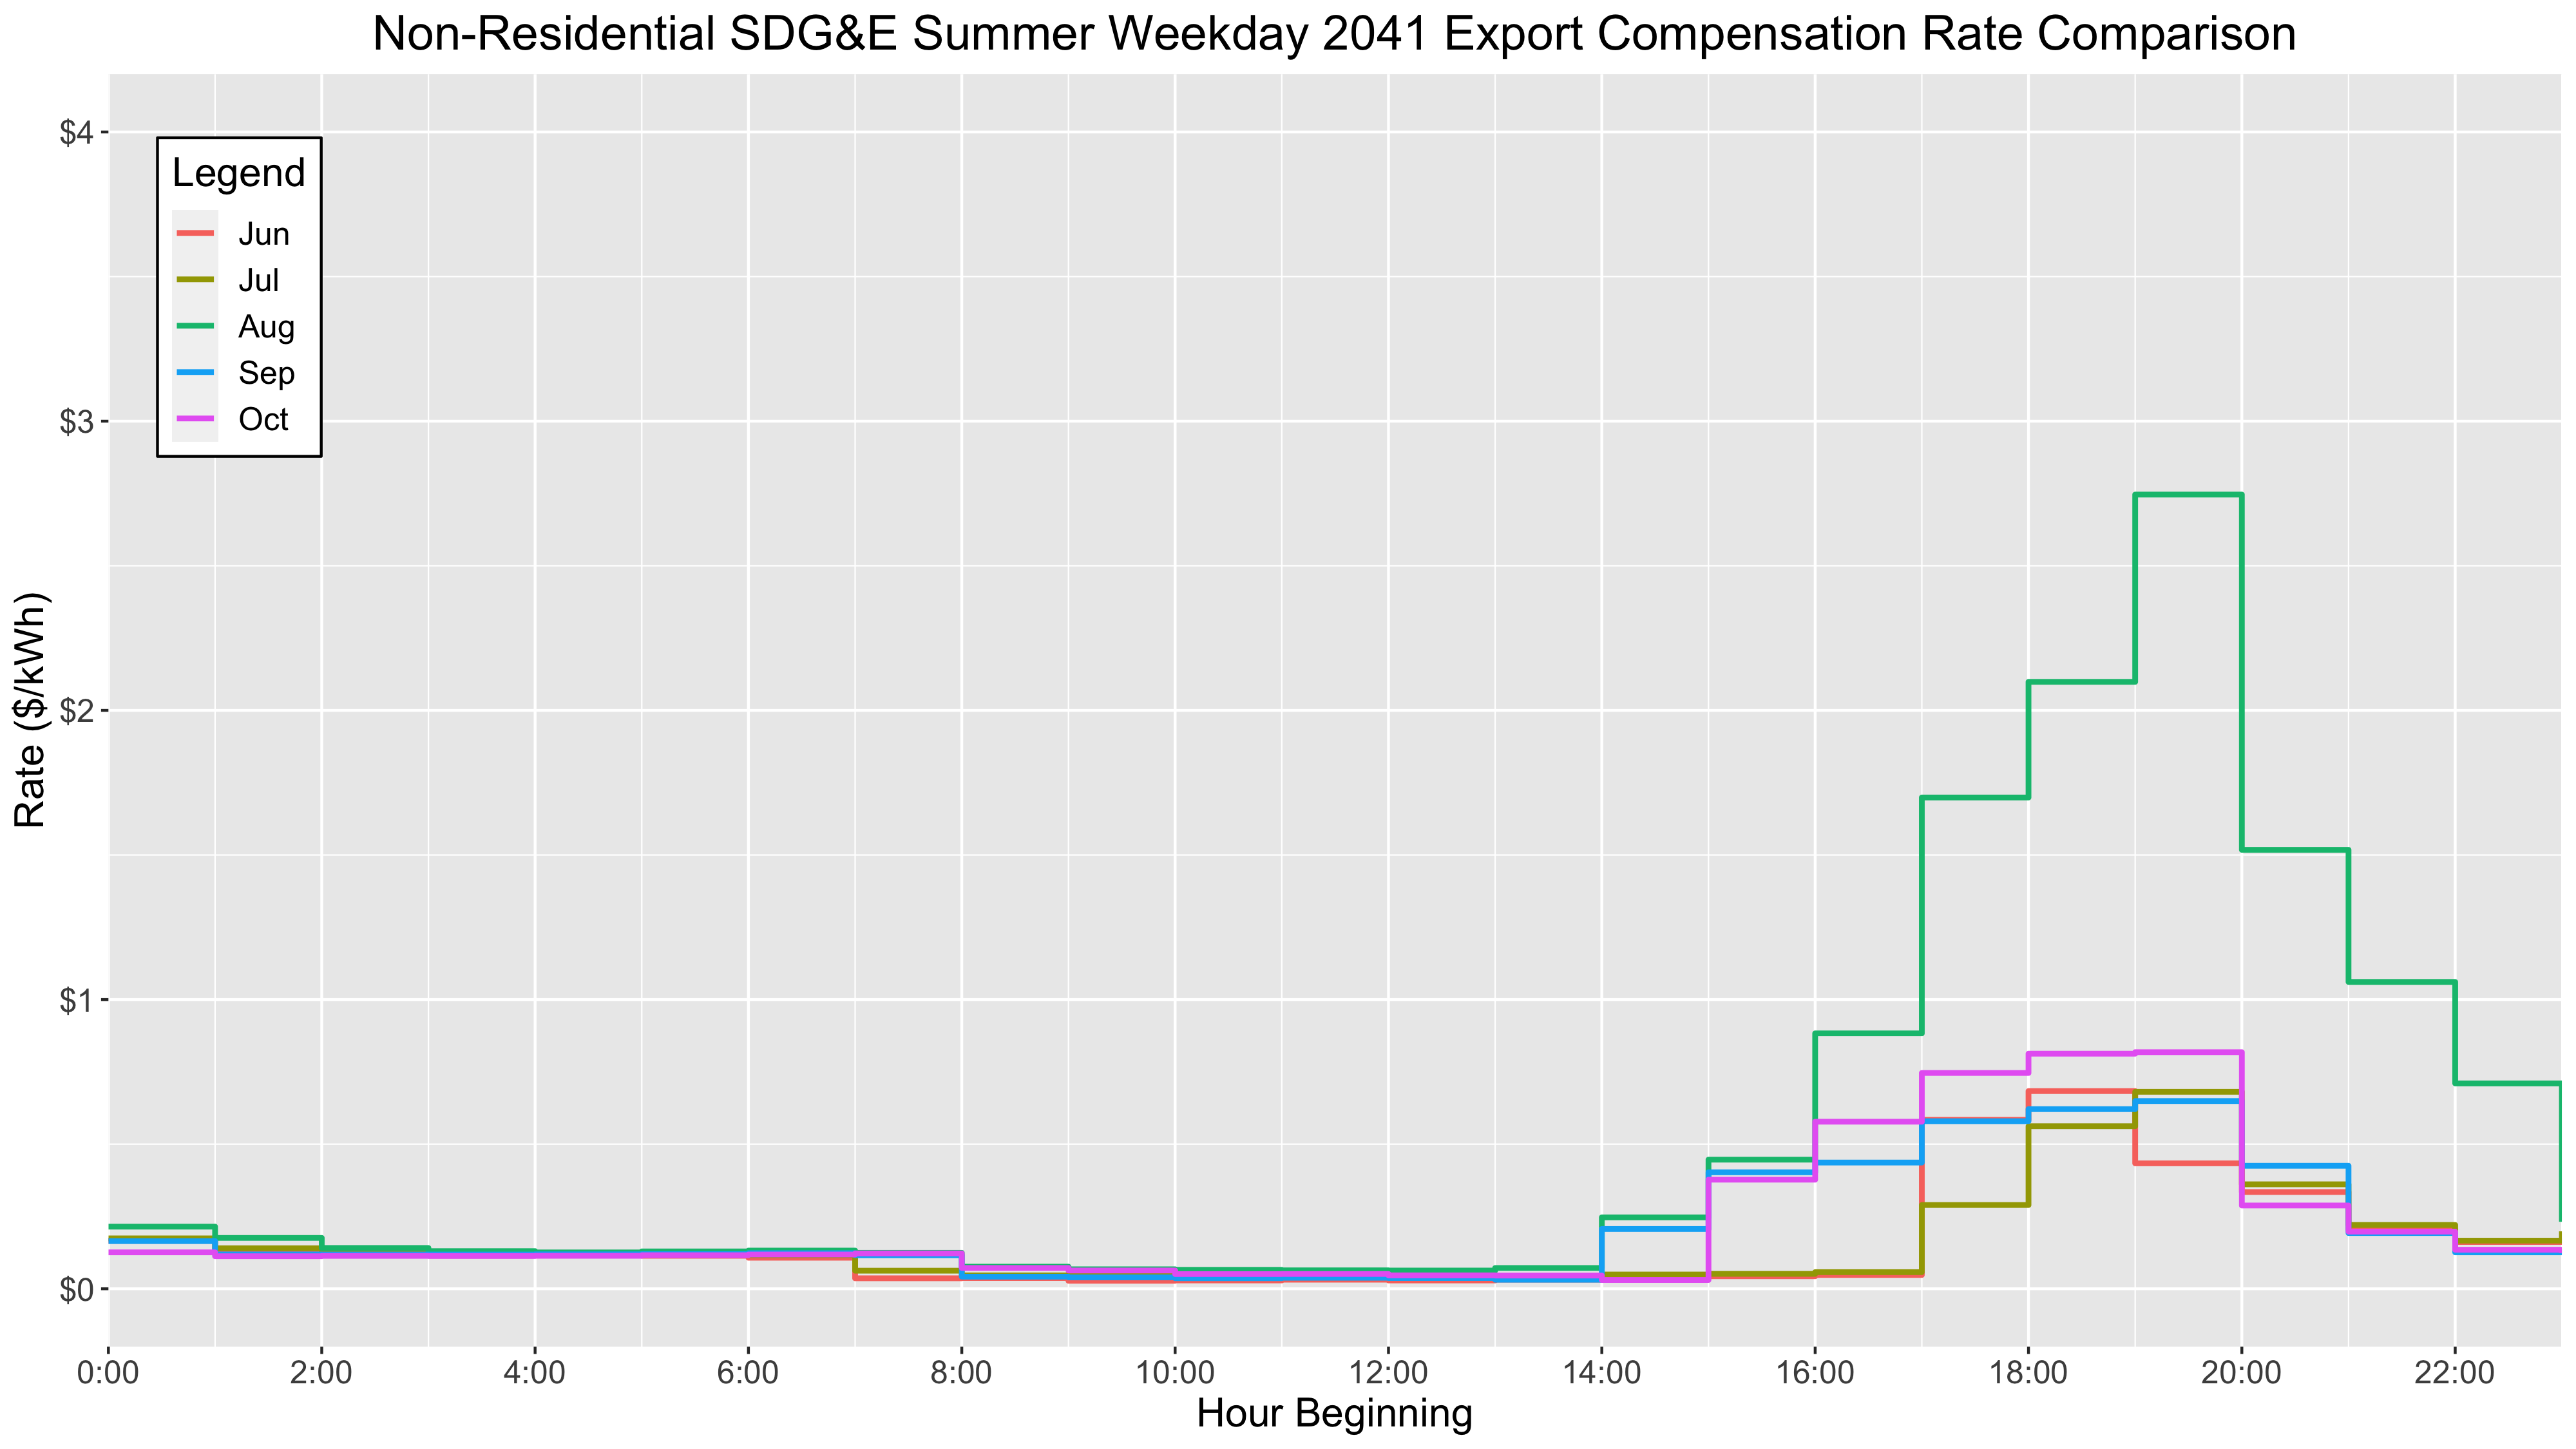 Non-Residential SDG&E Summer Weekday 2041 Export Compensation Rate Comparison
$4
Legend
Jun
Jul
Aug
Sep
Oct
$3
Rate ($/kWh)
$2
$1
$0
0:00 2:00 4:00 6:00 8:00 10:00 12:00 14:00 16:00 18:00 20:00 22:00
Hour Beginning